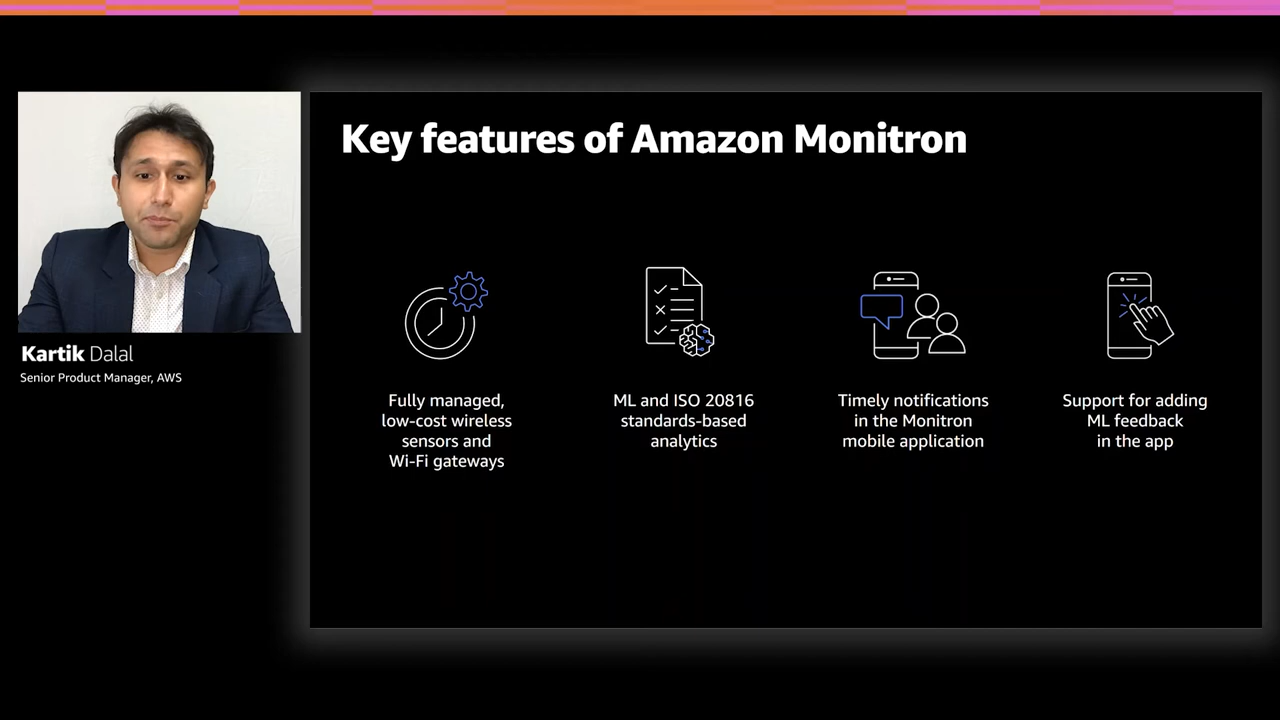 Key features of Amazon Monitron
Kartik Dalal
Senior Product Manager, AWS
Fully managed,
low-cost wireless
sensors and
Wi-Fi gateways
ML and ISO 20816
standards-based
analytics
Timely notifications
in the Monitron
mobile application
Support for adding
ML feedback
in the app